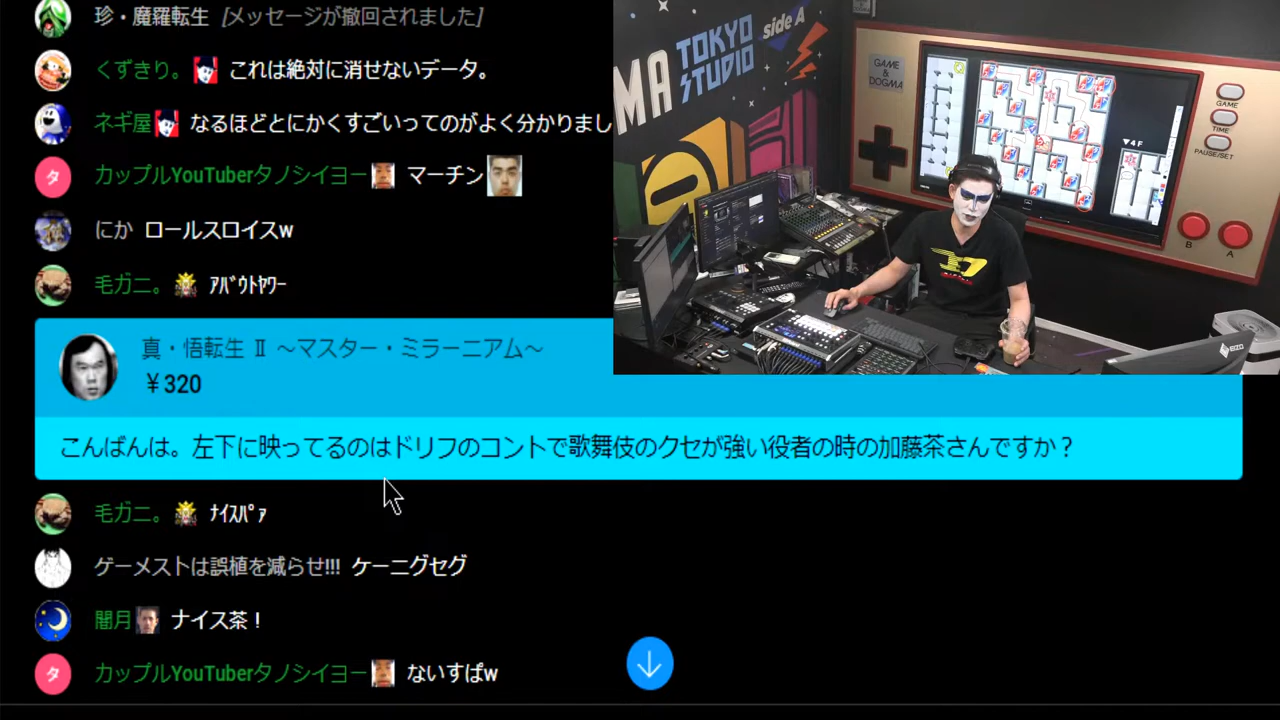 珍・魔羅転生 [メッセージが撤回されました]
くずきり。 これは絶対に消せないデータ。
ネギ屋 なるほどとにかくすごいってのがよく分かりまし
タ カップルYouTuberタノシイヨー マーチン
にか ロールスロイスw
毛ガニ。 ｱﾊﾞｳﾄﾔﾜｰ
真・悟転生 Ⅱ ～マスター・ミラーニアム～
￥320
こんばんは。左下に映ってるのはドリフのコントで歌舞伎のクセが強い役者の時の加藤茶さんですか？
毛ガニ。 ﾅｲｽﾊﾟｧ
ゲーメストは誤植を減らせ!!! ケーニグセグ
闇月 ナイス茶！
タ カップルYouTuberタノシイヨー ないすぱw
MA TOKYO STUDIO side A
GAME & DOGMA
GAME
TIME
PAUSE/SET
B A
▼4F
EIZO